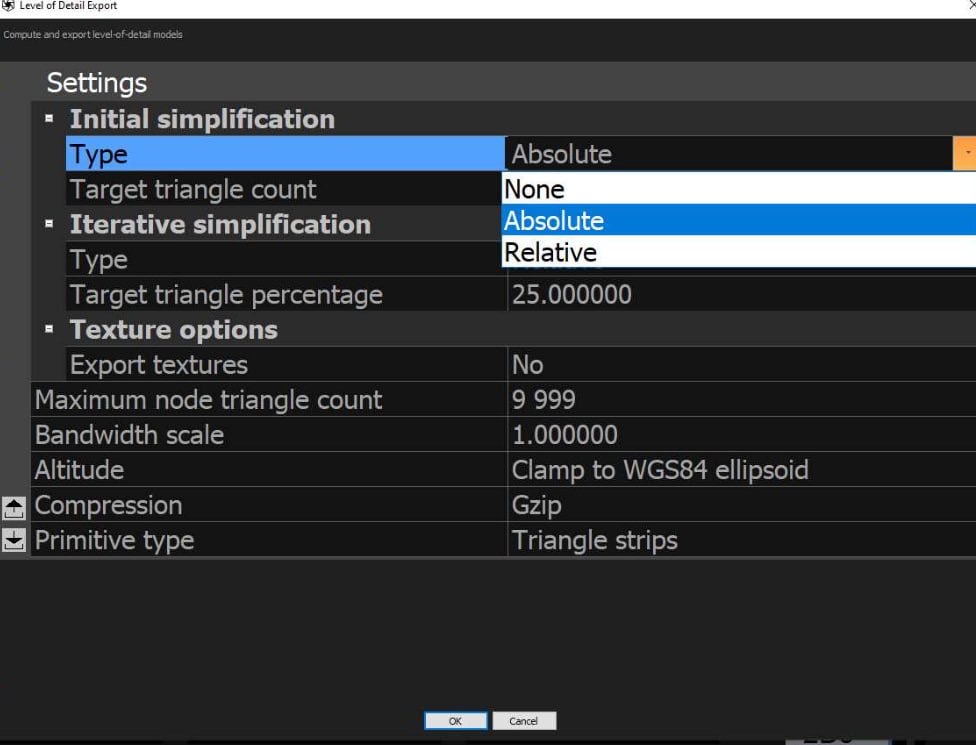 Level of Detail Export
Compute and export level-of-detail models
Settings
Initial simplification
Type Absolute
Target triangle count None
Iterative simplification Absolute
Type Relative
Target triangle percentage 25.000000
Texture options
Export textures No
Maximum node triangle count 9 999
Bandwidth scale 1.000000
Altitude Clamp to WGS84 ellipsoid
Compression Gzip
Primitive type Triangle strips
OK Cancel